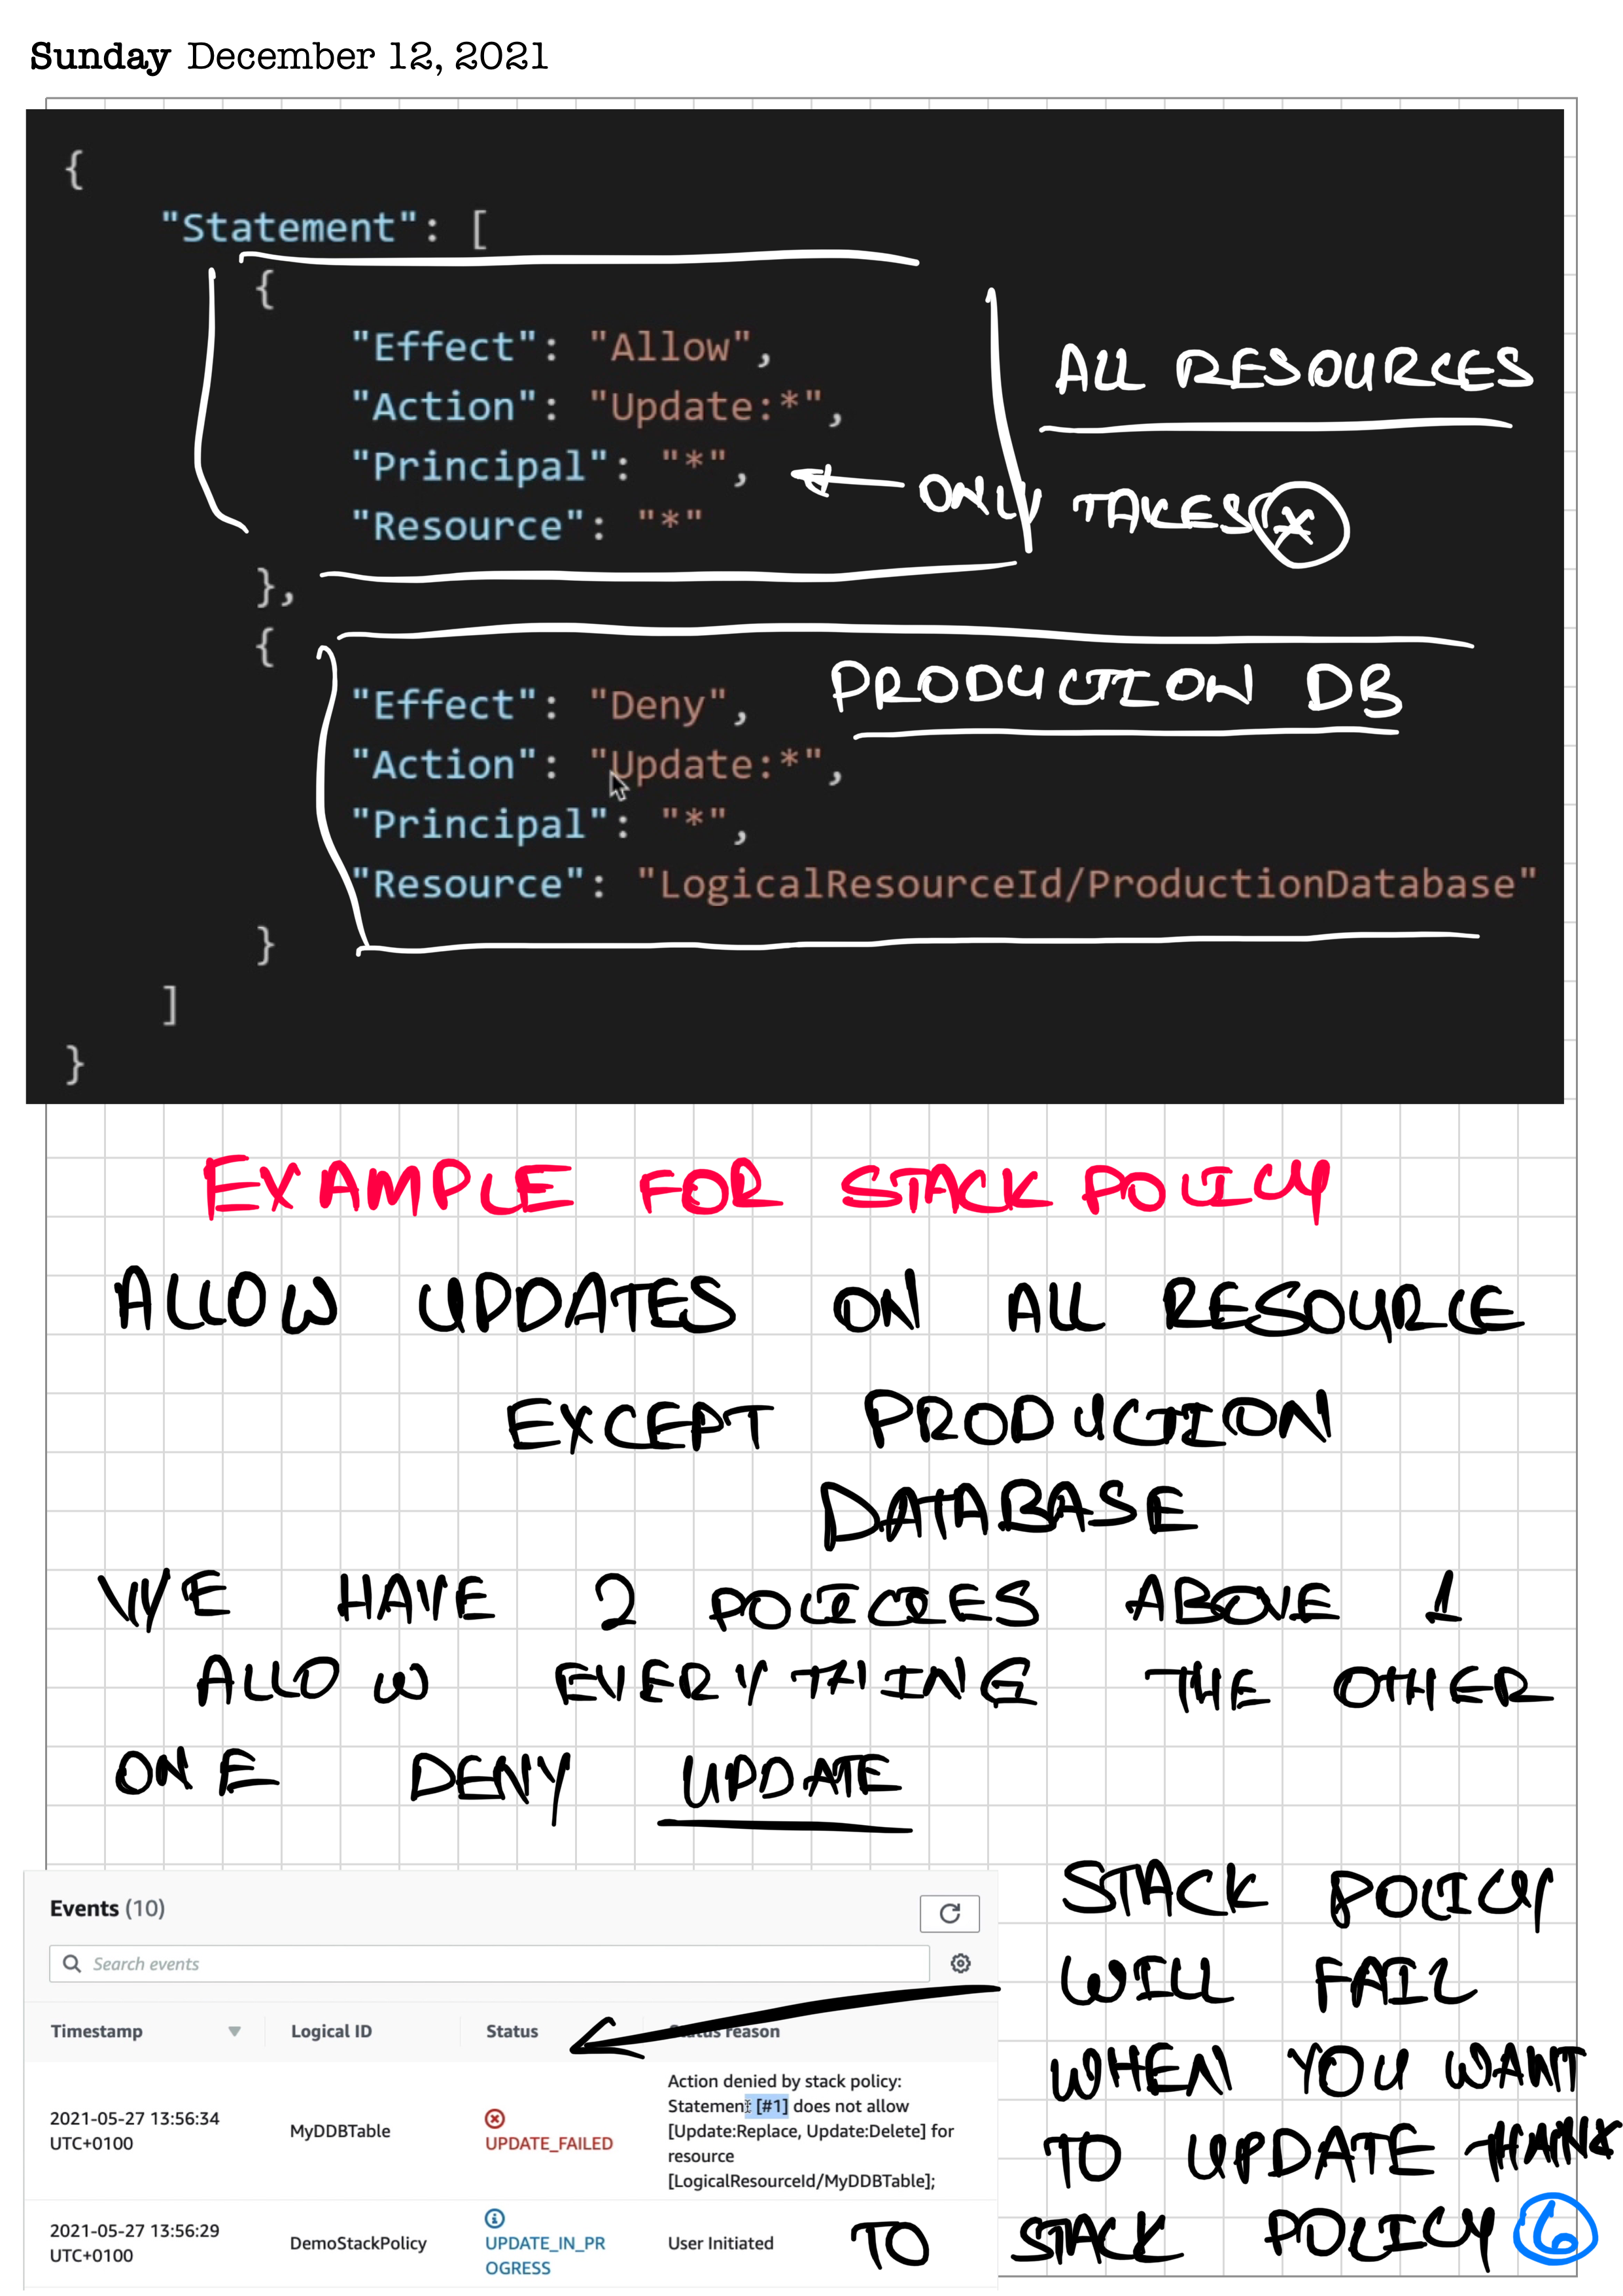 Sunday December 12, 2021
{
"Statement": [
{
"Effect": "Allow",
"Action": "Update:*",
"Principal": "*",
"Resource": "*"
},
ALL RESOURCES
ONLY TAKES *
{
"Effect": "Deny",
"Action": "Update:*",
"Principal": "*",
"Resource": "LogicalResourceId/ProductionDatabase"
}
]
}
PRODUCTION DB
EXAMPLE FOR STACK POLICY
ALLOW UPDATES ON ALL RESOURCE
EXCEPT PRODUCTION
DATABASE
WE HAVE 2 POLICIES ABOVE 1
ALLOW EVERYTHING THE OTHER
ONE DENY UPDATE
Events (10)
Search events
Timestamp Logical ID Status Status reason
2021-05-27 13:56:34
UTC+0100
MyDDBTable
UPDATE_FAILED
Action denied by stack policy:
Statement [#1] does not allow
[Update:Replace, Update:Delete] for
resource
[LogicalResourceId/MyDDBTable];
2021-05-27 13:56:29
UTC+0100
DemoStackPolicy
UPDATE_IN_PR
OGRESS
User Initiated
STACK POLICY
WILL FAIL
WHEN YOU WANT
TO UPDATE THANX
TO STACK POLICY 6